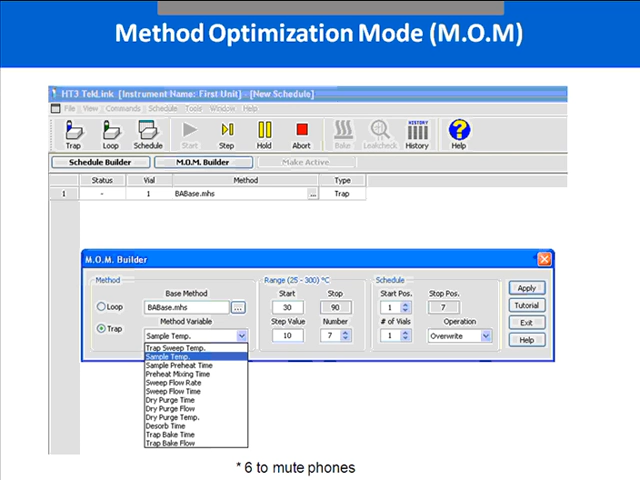 Method Optimization Mode (M.O.M)
HT3 TekLink [Instrument Name: First Unit] - [New Schedule]
File View Commands Schedule Tools Window Help
HISTORY
Trap Loop Schedule Start Step Hold Abort Bake Leakcheck History Help
Schedule Builder M.O.M. Builder Make Active...
Status Vial Method Type
1 - 1 BABase.mhs ... Trap
M.O.M. Builder
Method Range (25 - 300) °C Schedule
Base Method Start Stop Start Pos. Stop Pos. Apply
Loop BABase.mhs ... 30 90 1 7
Tutorial
Trap Method Variable Step Value Number # of Vials Operation Exit
Sample Temp. 10 7 1 Overwrite
Help
Trap Sweep Temp.
Sample Temp.
Sample Preheat Time
Preheat Mixing Time
Sweep Flow Rate
Sweep Flow Time
Dry Purge Time
Dry Purge Flow
Dry Purge Temp.
Desorb Time
Trap Bake Time
Trap Bake Flow
* 6 to mute phones